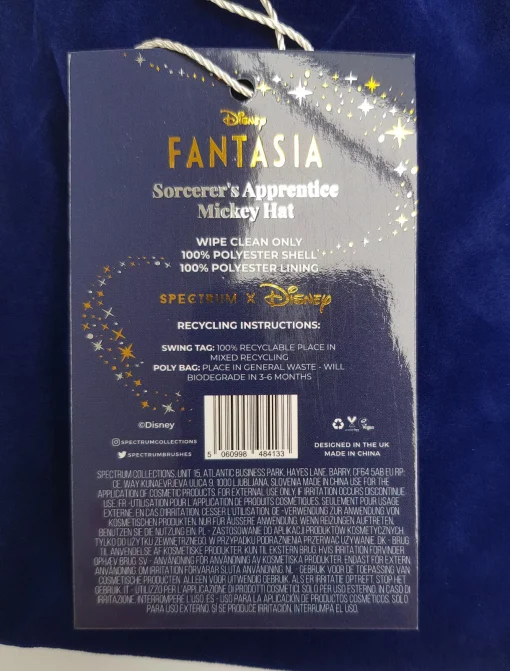 Disney
FANTASIA
Sorcerer's Apprentice
Mickey Hat
WIPE CLEAN ONLY
100% POLYESTER SHELL
100% POLYESTER LINING
SPECTRUM X Disney
RECYCLING INSTRUCTIONS:
SWING TAG: 100% RECYCLABLE PLACE IN
MIXED RECYCLING
POLY BAG: PLACE IN GENERAL WASTE - WILL
BIODEGRADE IN 3-6 MONTHS
©Disney
SPECTRUMCOLLECTIONS
SPECTRUMBRUSHES
5 060998 484133
DESIGNED IN THE UK
MADE IN CHINA
SPECTRUM COLLECTIONS. UNIT 15, ATLANTIC BUSINESS PARK, HAYES LANE. BARRY. CF64 5AB EU RP:
CE. WAY KUNAEVRJEVA ULICA 9. 1000 LJUBLJANA, SLOVENIA MADE IN CHINA USE FOR THE
APPLICATION OF COSMETIC PRODUCTS. FOR EXTERNAL USE ONLY. IF IRRITATION OCCURS DISCONTINUE
USE. FR -UTILISATION POUR L APPLICATION DE PRODUITS COSMÉTIQUES. SEULEMENT POUR USAGE
EXTERNE. EN CAS D'IRRITATION, CESSER L'UTILISATION. DE -VERWENDUNG ZUR ANWENDUNG VON
KOSMETISCHEN PRODUKTEN. NUR FÜR ÄUSSERE ANWENDUNG. WENN REIZUNGEN AUFTRETEN,
BENUTZEN SIE DIE NUTZUNG EIN. PL - ZASTOSOWANIE DO APLIKACJI PRODUKTÓW KOSMETYCZNYCH.
TYLKO DO UŻYTKU ZEWNĘTRZNEGO. W PRZYPADKU PODRAŻNIENIA PRZERWAĆ UŻYWANIE. DK - BRUG
TIL ANVENDELSE AF KOSMETISKE PRODUKTER. KUN TIL EKSTERN BRUG. HVIS IRRITATION FORVINDER
OPHÆV BRUG. SV - ANVÄNDNING FÖR ANVÄNDNING AV KOSMETISKA PRODUKTER. ENDAST FÖR EXTERN
ANVÄNDNING. OM IRRITATION FÖRVARAR SLUTA ANVÄNDNING. NL - GEBRUIK VOOR DE TOEPASSING VAN
COSMETISCHE PRODUCTEN. ALLEEN VOOR UITWENDIG GEBRUIK. ALS ER IRRITATIE OPTREEDT. STOP HET
GEBRUIK. IT - UTILIZZO PER L APPLICAZIONE DI PRODOTTI COSMETICI. SOLO PER USO ESTERNO. IN CASO DI
IRRITAZIONE, INTERROMPERE L'USO. ES - USO PARA LA APLICACIÓN DE PRODUCTOS COSMÉTICOS. SOLO
PARA USO EXTERNO. SI SE PRODUCE IRRITACIÓN, INTERRUMPA EL USO.